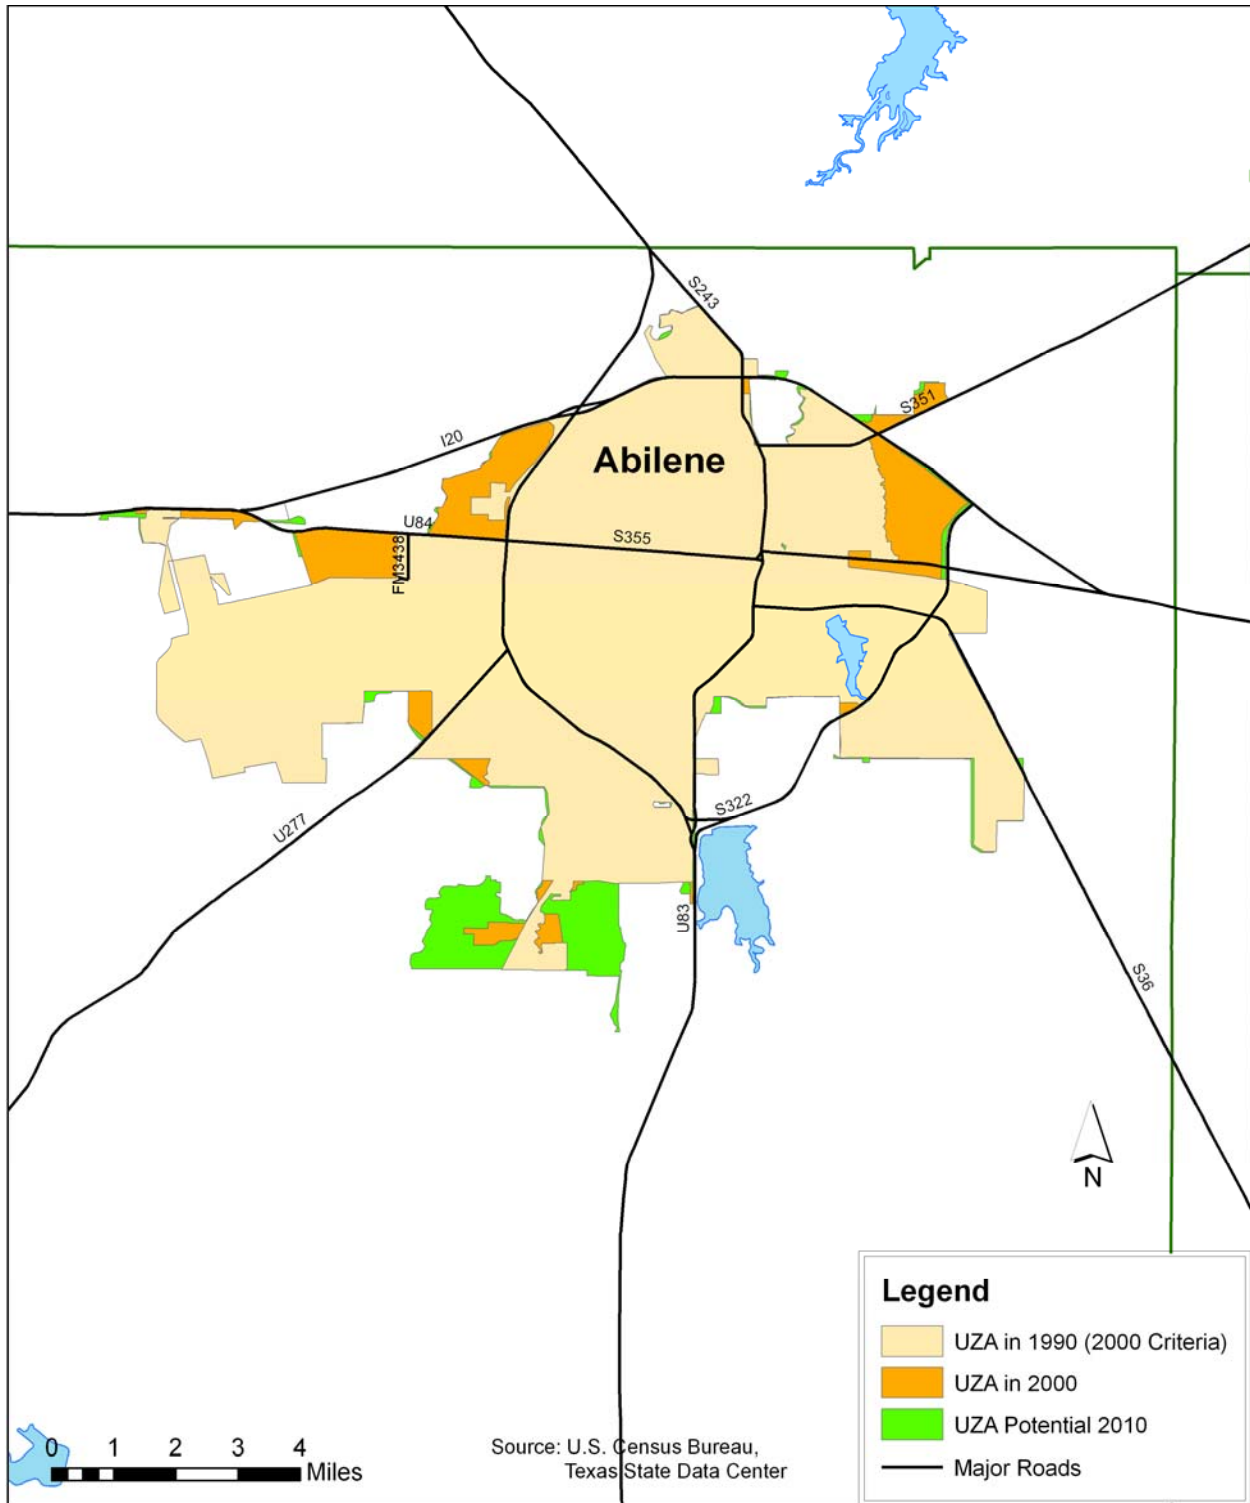 S243
S351
I20
Abilene
U84
S355
FM3438
S322
U277
U83
S36
N
Legend
UZA in 1990 (2000 Criteria)
UZA in 2000
UZA Potential 2010
Major Roads
0 1 2 3 4
Miles
Source: U.S. Census Bureau,
Texas State Data Center